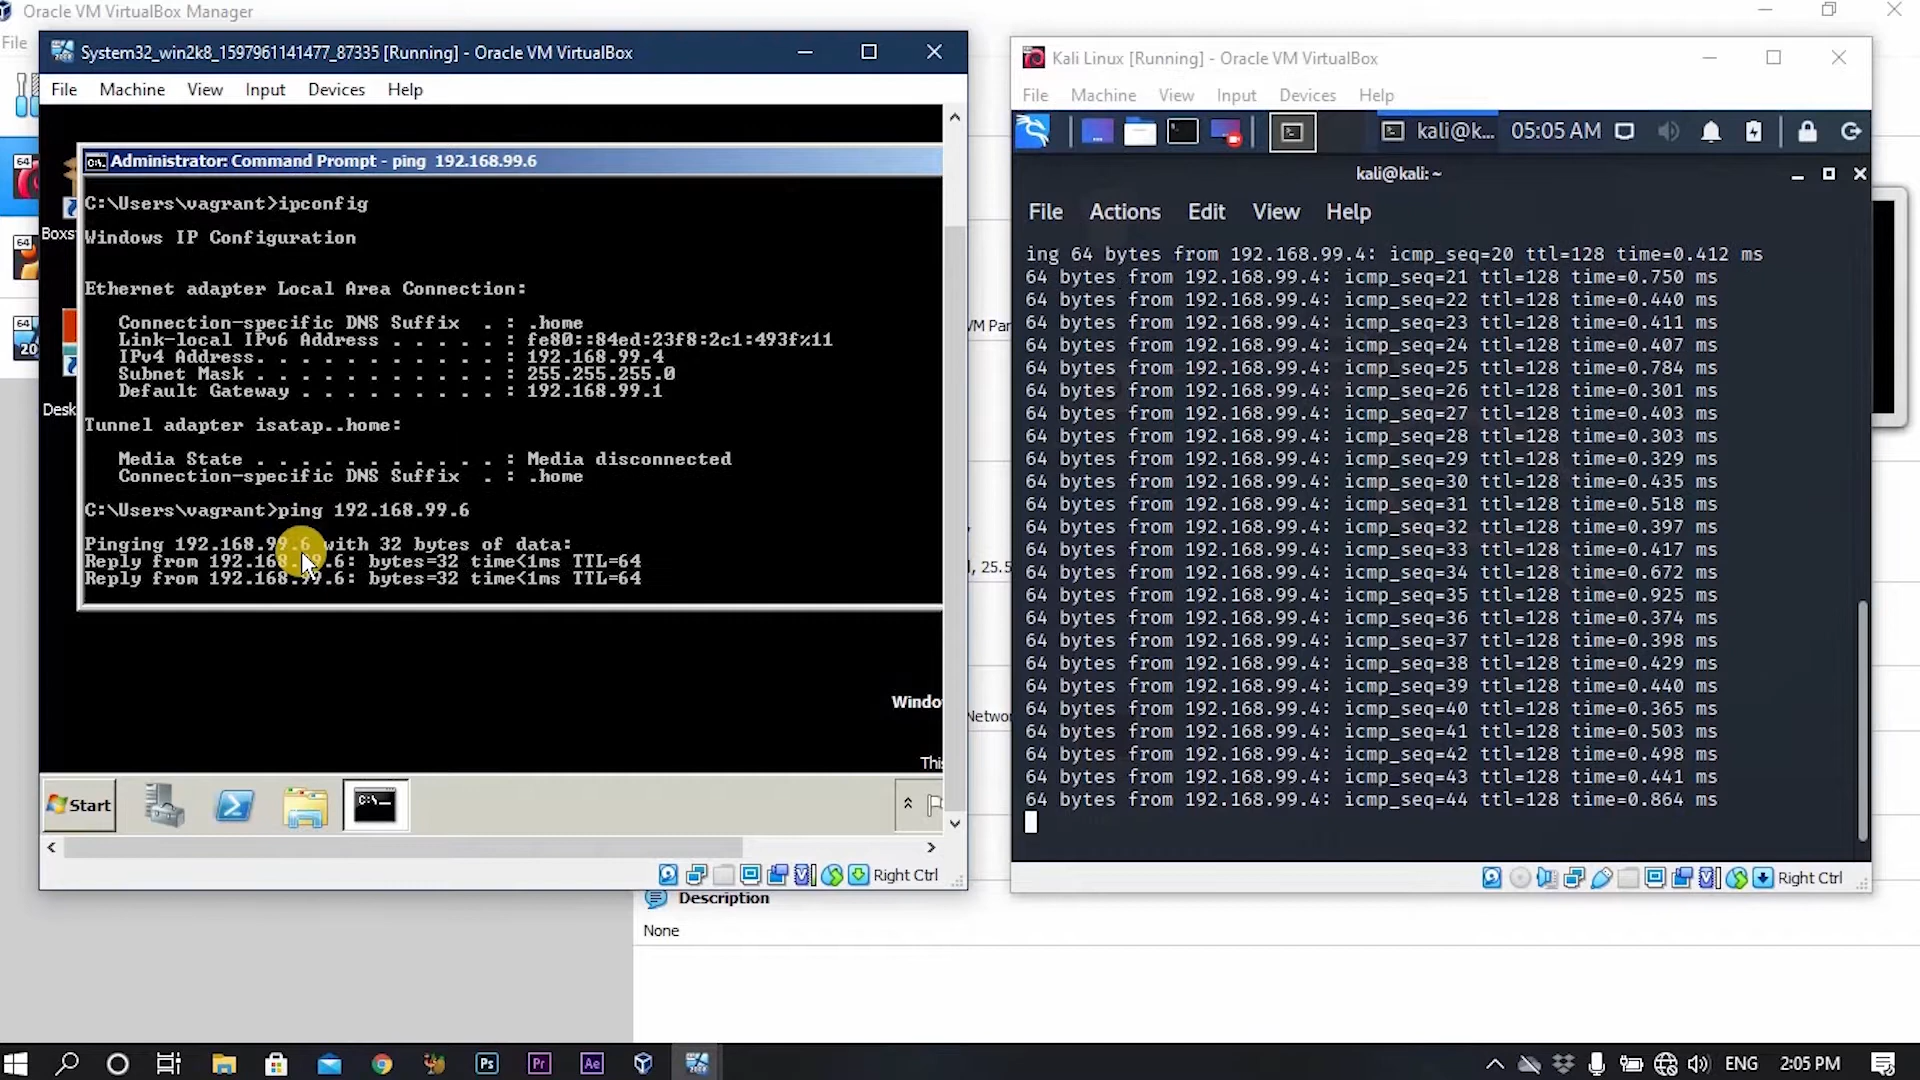 Oracle VM VirtualBox Manager
File
System32_win2k8_1597961141477_87335 [Running] - Oracle VM VirtualBox
File Machine View Input Devices Help
Administrator: Command Prompt - ping 192.168.99.6
C:\Users\vagrant>ipconfig
Windows IP Configuration
Ethernet adapter Local Area Connection:
Connection-specific DNS Suffix . : .home
Link-local IPv6 Address . . . . . : fe80::84ed:23f8:2c1:493f%11
IPv4 Address. . . . . . . . . . . : 192.168.99.4
Subnet Mask . . . . . . . . . . . : 255.255.255.0
Default Gateway . . . . . . . . . : 192.168.99.1
Tunnel adapter isatap..home:
Media State . . . . . . . . . . . : Media disconnected
Connection-specific DNS Suffix . : .home
C:\Users\vagrant>ping 192.168.99.6
Pinging 192.168.99.6 with 32 bytes of data:
Reply from 192.168.99.6: bytes=32 time<1ms TTL=64
Reply from 192.168.99.6: bytes=32 time<1ms TTL=64
Boxs
Desk
Windo
This
Start
Right Ctrl
64
64
64
20
VM Par
l, 25.5
Networ
Kali Linux [Running] - Oracle VM VirtualBox
File Machine View Input Devices Help
kali@k... 05:05 AM
kali@kali: ~
File Actions Edit View Help
ing 64 bytes from 192.168.99.4: icmp_seq=20 ttl=128 time=0.412 ms
64 bytes from 192.168.99.4: icmp_seq=21 ttl=128 time=0.750 ms
64 bytes from 192.168.99.4: icmp_seq=22 ttl=128 time=0.440 ms
64 bytes from 192.168.99.4: icmp_seq=23 ttl=128 time=0.411 ms
64 bytes from 192.168.99.4: icmp_seq=24 ttl=128 time=0.407 ms
64 bytes from 192.168.99.4: icmp_seq=25 ttl=128 time=0.784 ms
64 bytes from 192.168.99.4: icmp_seq=26 ttl=128 time=0.301 ms
64 bytes from 192.168.99.4: icmp_seq=27 ttl=128 time=0.403 ms
64 bytes from 192.168.99.4: icmp_seq=28 ttl=128 time=0.303 ms
64 bytes from 192.168.99.4: icmp_seq=29 ttl=128 time=0.329 ms
64 bytes from 192.168.99.4: icmp_seq=30 ttl=128 time=0.435 ms
64 bytes from 192.168.99.4: icmp_seq=31 ttl=128 time=0.518 ms
64 bytes from 192.168.99.4: icmp_seq=32 ttl=128 time=0.397 ms
64 bytes from 192.168.99.4: icmp_seq=33 ttl=128 time=0.417 ms
64 bytes from 192.168.99.4: icmp_seq=34 ttl=128 time=0.672 ms
64 bytes from 192.168.99.4: icmp_seq=35 ttl=128 time=0.925 ms
64 bytes from 192.168.99.4: icmp_seq=36 ttl=128 time=0.374 ms
64 bytes from 192.168.99.4: icmp_seq=37 ttl=128 time=0.398 ms
64 bytes from 192.168.99.4: icmp_seq=38 ttl=128 time=0.429 ms
64 bytes from 192.168.99.4: icmp_seq=39 ttl=128 time=0.440 ms
64 bytes from 192.168.99.4: icmp_seq=40 ttl=128 time=0.365 ms
64 bytes from 192.168.99.4: icmp_seq=41 ttl=128 time=0.503 ms
64 bytes from 192.168.99.4: icmp_seq=42 ttl=128 time=0.498 ms
64 bytes from 192.168.99.4: icmp_seq=43 ttl=128 time=0.441 ms
64 bytes from 192.168.99.4: icmp_seq=44 ttl=128 time=0.864 ms
Right Ctrl
Description
None
Ps Pr Ae
ENG 2:05 PM